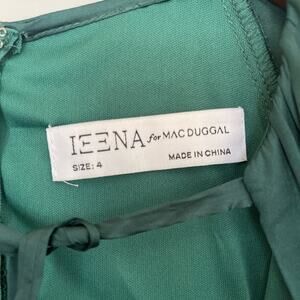 IEENA for MAC DUGGAL
SIZE: 4
MADE IN CHINA